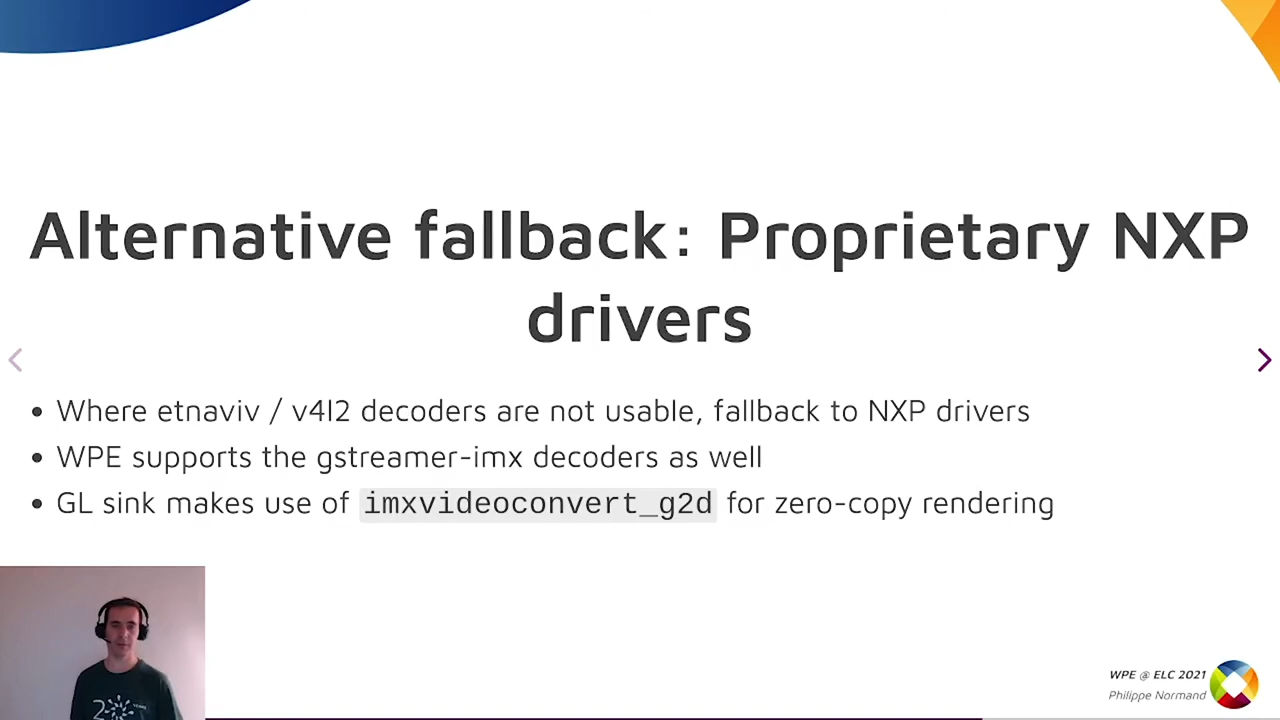 Alternative fallback: Proprietary NXP
drivers
• Where etnaviv / v4l2 decoders are not usable, fallback to NXP drivers
• WPE supports the gstreamer-imx decoders as well
• GL sink makes use of imxvideoconvert_g2d for zero-copy rendering
WPE @ ELC 2021
Philippe Normand